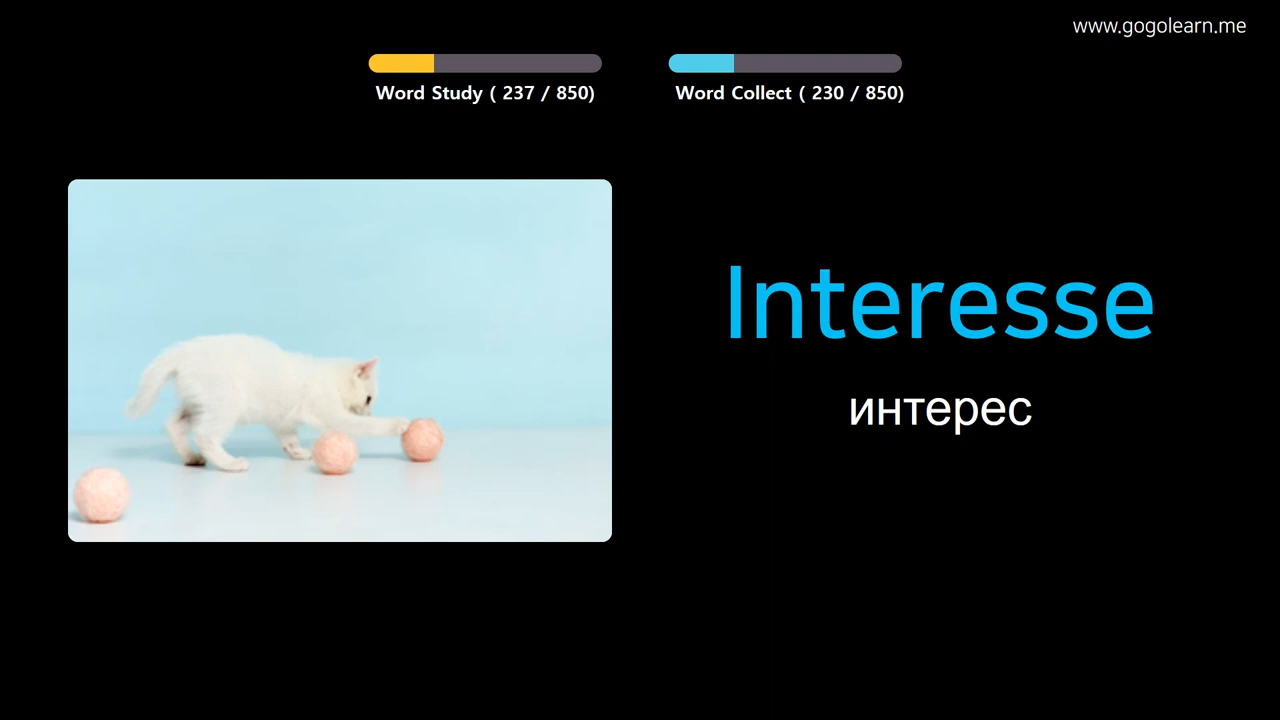 www.gogolearn.me
Word Study ( 237 / 850)
Word Collect ( 230 / 850)
Interesse
интерес